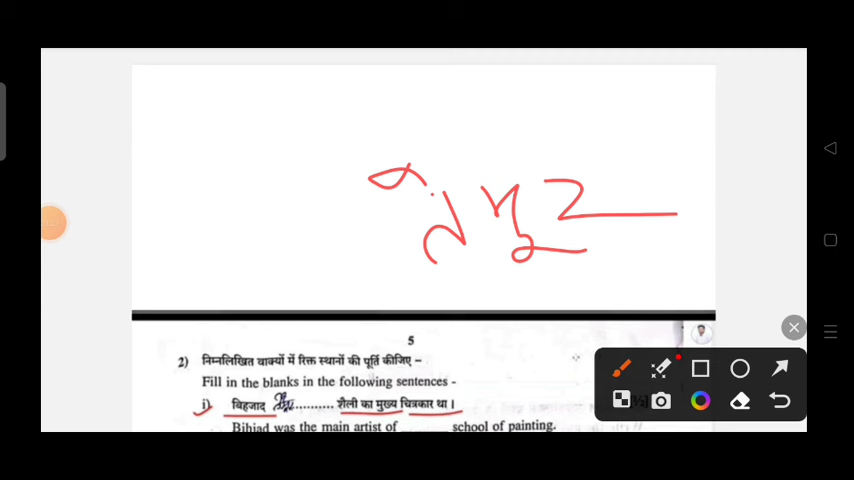 5
2) निम्नलिखित वाक्यों में रिक्त स्थानों की पूर्ति कीजिए -
Fill in the blanks in the following sentences -
i) बिहजाद .......... शैली का मुख्य चित्रकार था।
Bihjad was the main artist of ______ school of painting.